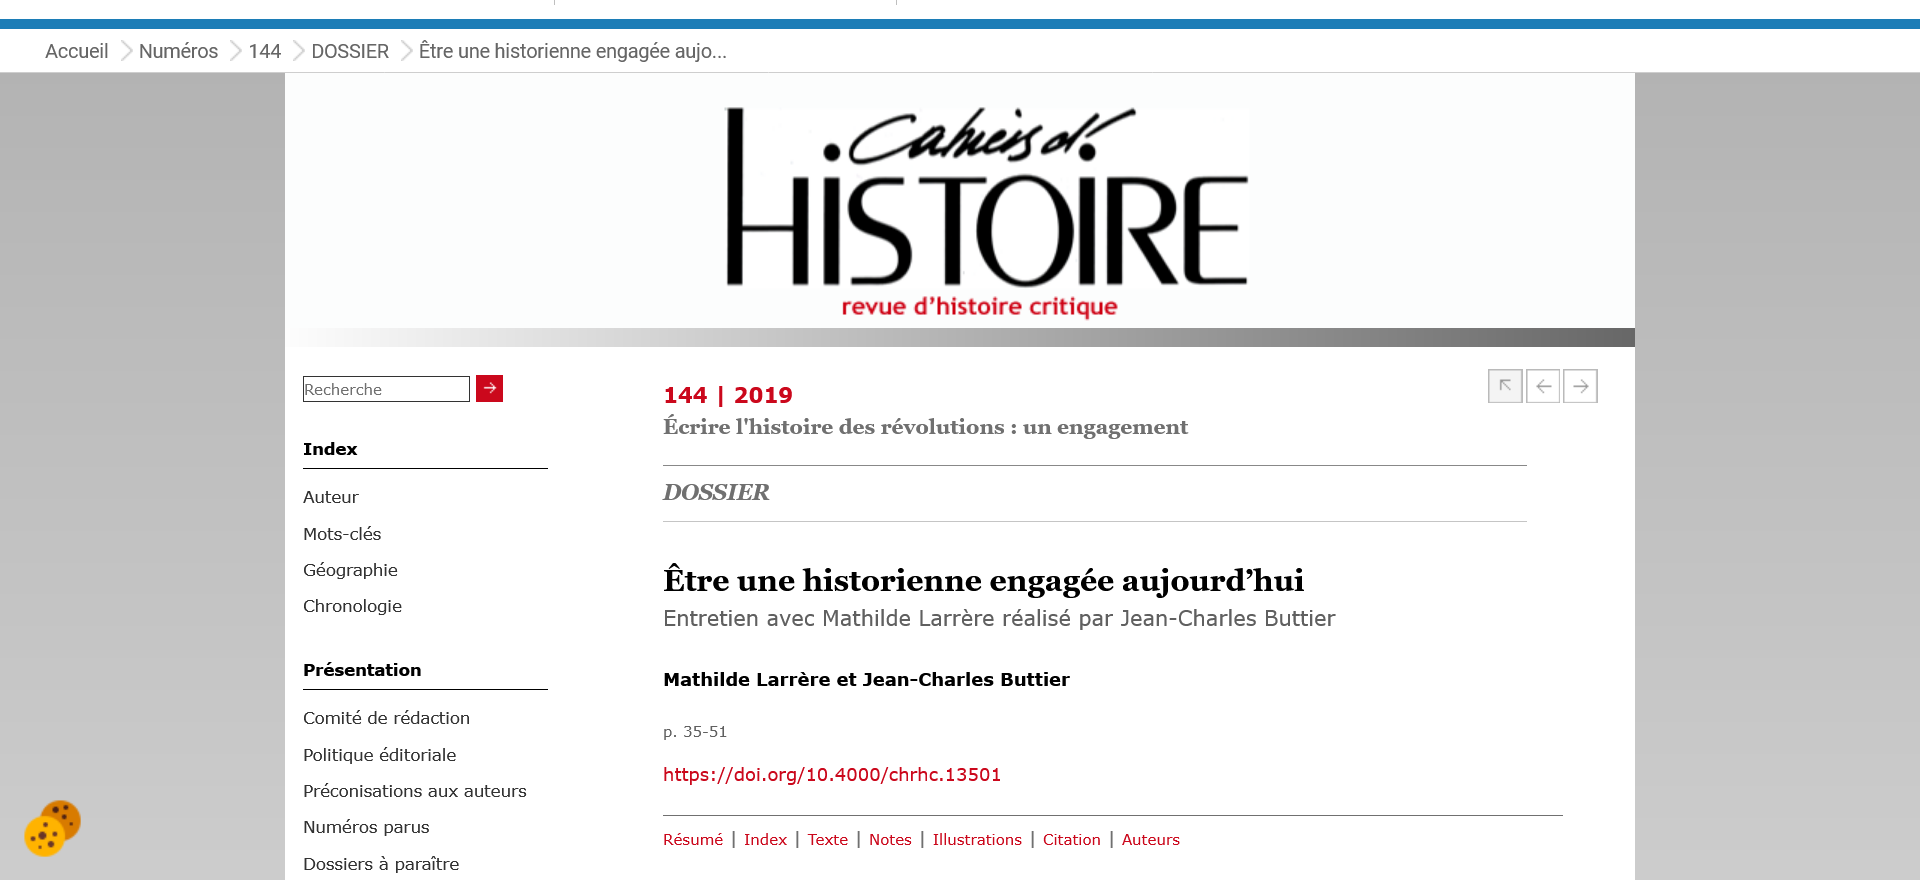 Accueil Numéros 144 DOSSIER Être une historienne engagée aujo...
Cahiers d'
HiSTOIRE
revue d'histoire critique
Recherche
Index
Auteur
Mots-clés
Géographie
Chronologie
Présentation
Comité de rédaction
Politique éditoriale
Préconisations aux auteurs
Numéros parus
Dossiers à paraître
144 | 2019
Écrire l'histoire des révolutions : un engagement
DOSSIER
Être une historienne engagée aujourd’hui
Entretien avec Mathilde Larrère réalisé par Jean-Charles Buttier
Mathilde Larrère et Jean-Charles Buttier
p. 35-51
https://doi.org/10.4000/chrhc.13501
Résumé | Index | Texte | Notes | Illustrations | Citation | Auteurs